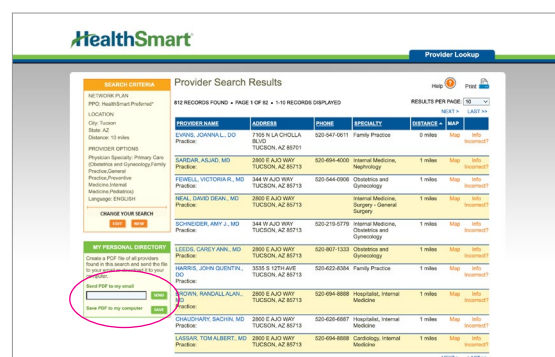 HealthSmart
Provider Lookup
SEARCH CRITERIA
NETWORK PLAN
PPO: HealthSmart Preferred*
LOCATION
City: Tucson
State: AZ
Distance: 10 miles
PROVIDER OPTIONS
Physician Specialty: Primary Care
(Obstetrics and Gynecology,Family
Practice,General
Practice,Preventive
Medicine,Internal
Medicine,Pediatrics)
Language: ENGLISH
CHANGE YOUR SEARCH
EDIT NEW
MY PERSONAL DIRECTORY
Create a PDF file of all providers
found in this search and send the file
to your email or download it to your
computer.
Send PDF to my email
SEND
Save PDF to my computer SAVE
Provider Search Results
Help Print
812 RECORDS FOUND • PAGE 1 OF 82 • 1-10 RECORDS DISPLAYED RESULTS PER PAGE: 10
NEXT > LAST >>
PROVIDER NAME ADDRESS PHONE SPECIALTY DISTANCE MAP
EVANS, JOANNA L., DO 7105 N LA CHOLLA 520-547-0611 Family Practice 0 miles Map Info
Practice: BLVD Incorrect?
TUCSON, AZ 85701
SARDAR, ASJAD, MD 2800 E AJO WAY 520-694-4000 Internal Medicine, 1 miles Map Info
Practice: TUCSON, AZ 85713 Nephrology Incorrect?
FEWELL, VICTORIA R., MD 344 W AJO WAY 520-544-0906 Obstetrics and 1 miles Map Info
Practice: TUCSON, AZ 85713 Gynecology Incorrect?
NEAL, DAVID DEAN., MD 2800 E AJO WAY Internal Medicine, 1 miles Map Info
Practice: TUCSON, AZ 85713 Surgery - General Incorrect?
Surgery
SCHNEIDER, AMY J., MD 344 W AJO WAY 520-219-5779 Internal Medicine, 1 miles Map Info
Practice: TUCSON, AZ 85713 Obstetrics and Incorrect?
Gynecology
LEEDS, CAREY ANN., MD 2800 E AJO WAY 520-807-1333 Obstetrics and 1 miles Map Info
Practice: TUCSON, AZ 85713 Gynecology Incorrect?
HARRIS, JOHN QUENTIN., 3535 S 12TH AVE 520-622-8384 Family Practice 1 miles Map Info
DO TUCSON, AZ 85713 Incorrect?
Practice:
BROWN, RANDALL ALAN., 2800 E AJO WAY 520-694-8888 Hospitalist, Internal 1 miles Map Info
MD TUCSON, AZ 85713 Medicine Incorrect?
Practice:
CHAUDHARY, SACHIN, MD 2800 E AJO WAY 520-626-6667 Hospitalist, Internal 1 miles Map Info
Practice: TUCSON, AZ 85713 Medicine Incorrect?
LASSAR, TOM ALBERT., MD 2800 E AJO WAY 520-694-8888 Cardiology, Internal 1 miles Map Info
Practice: TUCSON, AZ 85713 Medicine Incorrect?